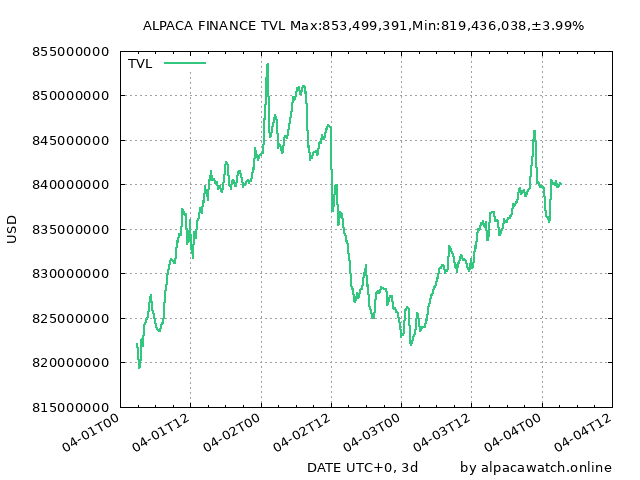 ALPACA FINANCE TVL Max:853,499,391,Min:819,436,038,±3.99%
TVL
855000000
850000000
845000000
840000000
835000000
830000000
825000000
820000000
815000000
USD
04-01T00
04-01T12
04-02T00
04-02T12
04-03T00
04-03T12
04-04T00
04-04T12
DATE UTC+0, 3d
by alpacawatch.online